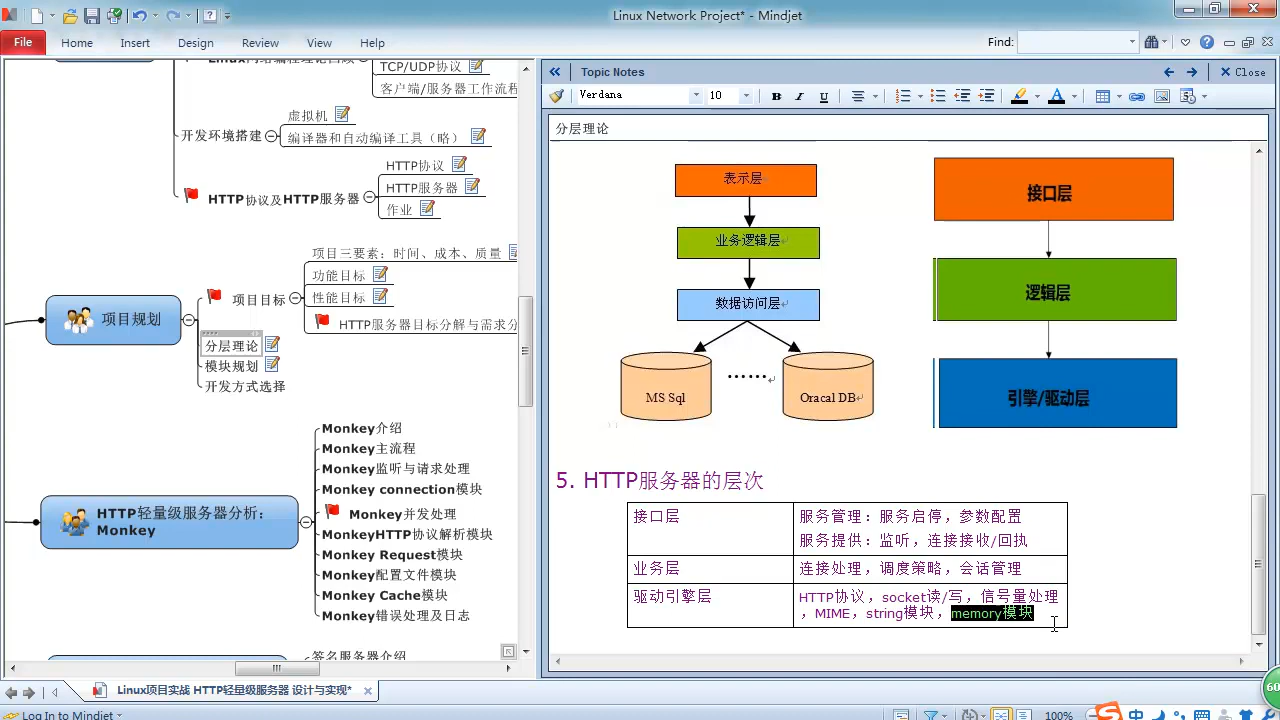 Linux Network Project* - Mindjet
File
Home
Insert
Design
Review
View
Help
Find:
Linux网络编程理论回顾
TCP/UDP协议
客户端/服务器工作流程
虚拟机
开发环境搭建
编译器和自动编译工具（略）
HTTP协议
HTTP协议及HTTP服务器
HTTP服务器
作业
项目三要素：时间、成本、质量
功能目标
项目目标
性能目标
HTTP服务器目标分解与需求分
项目规划
分层理论
模块规划
开发方式选择
Monkey介绍
Monkey主流程
Monkey监听与请求处理
Monkey connection模块
HTTP轻量级服务器分析：
Monkey
Monkey并发处理
MonkeyHTTP协议解析模块
Monkey Request模块
Monkey配置文件模块
Monkey Cache模块
Monkey错误处理及日志
签名服务器介绍
Topic Notes
Close
Verdana
10
分层理论
表示层
业务逻辑层
数据访问层
MS Sql
······
Oracal DB
接口层
逻辑层
引擎/驱动层
5. HTTP服务器的层次
接口层
服务管理：服务启停，参数配置
服务提供：监听，连接接收/回执
业务层
连接处理，调度策略，会话管理
驱动引擎层
HTTP协议，socket读/写，信号量处理
，MIME，string模块，memory模块
Linux项目实战 HTTP轻量级服务器 设计与实现*
Log In to Mindjet
100%
中
60